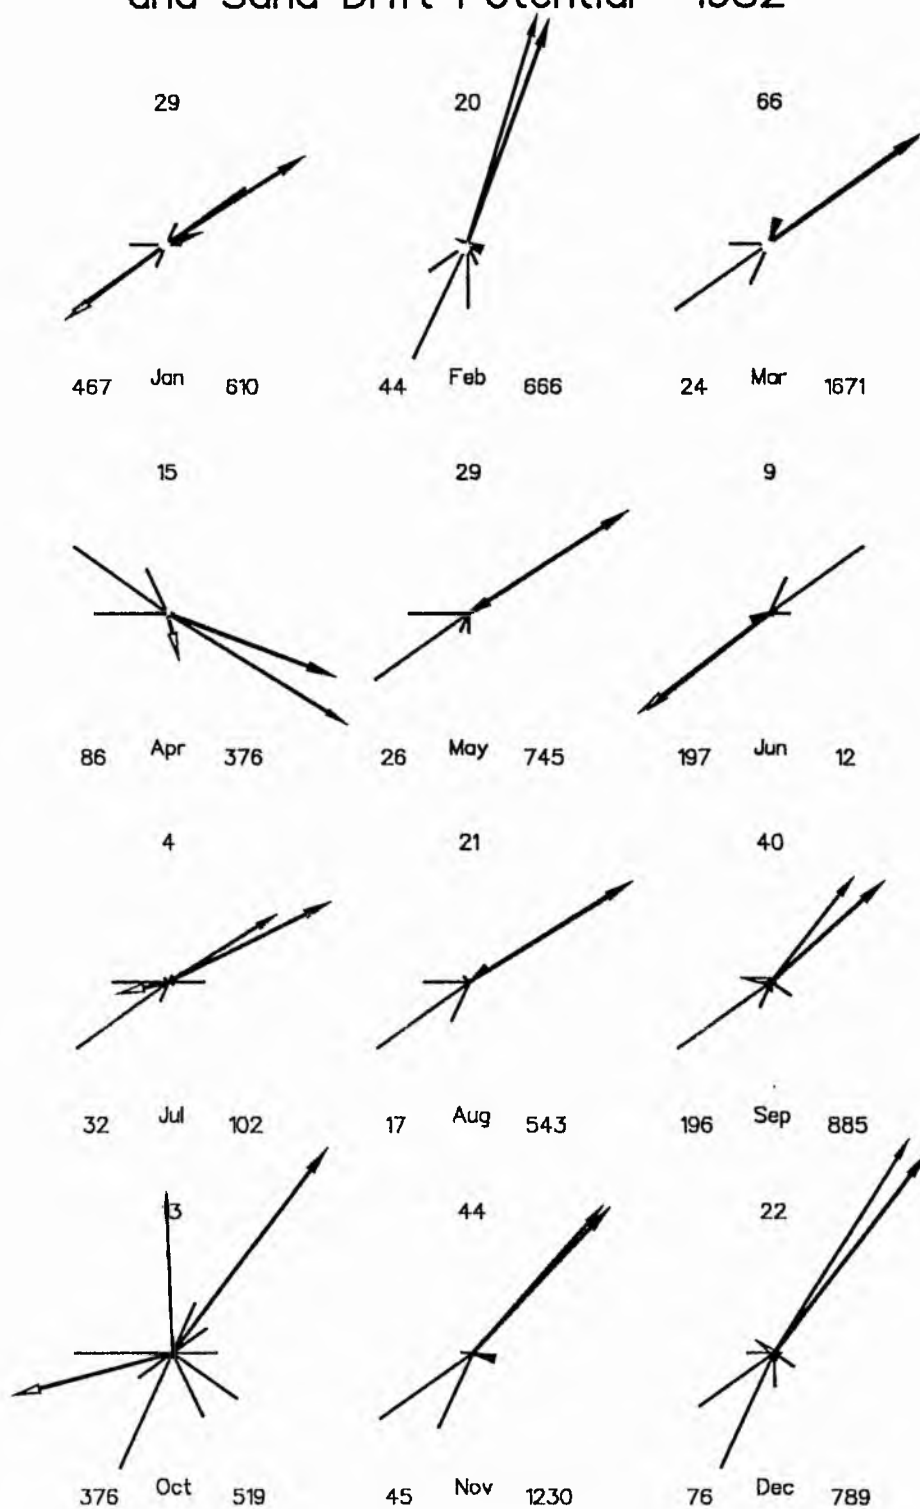 and Sand Drift Potential 1982
29 20 66
467 Jan 610 44 Feb 666 24 Mar 1671
15 29 9
86 Apr 376 26 May 745 197 Jun 12
4 21 40
32 Jul 102 17 Aug 543 196 Sep 885
44 22
376 Oct 519 45 Nov 1230 76 Dec 789